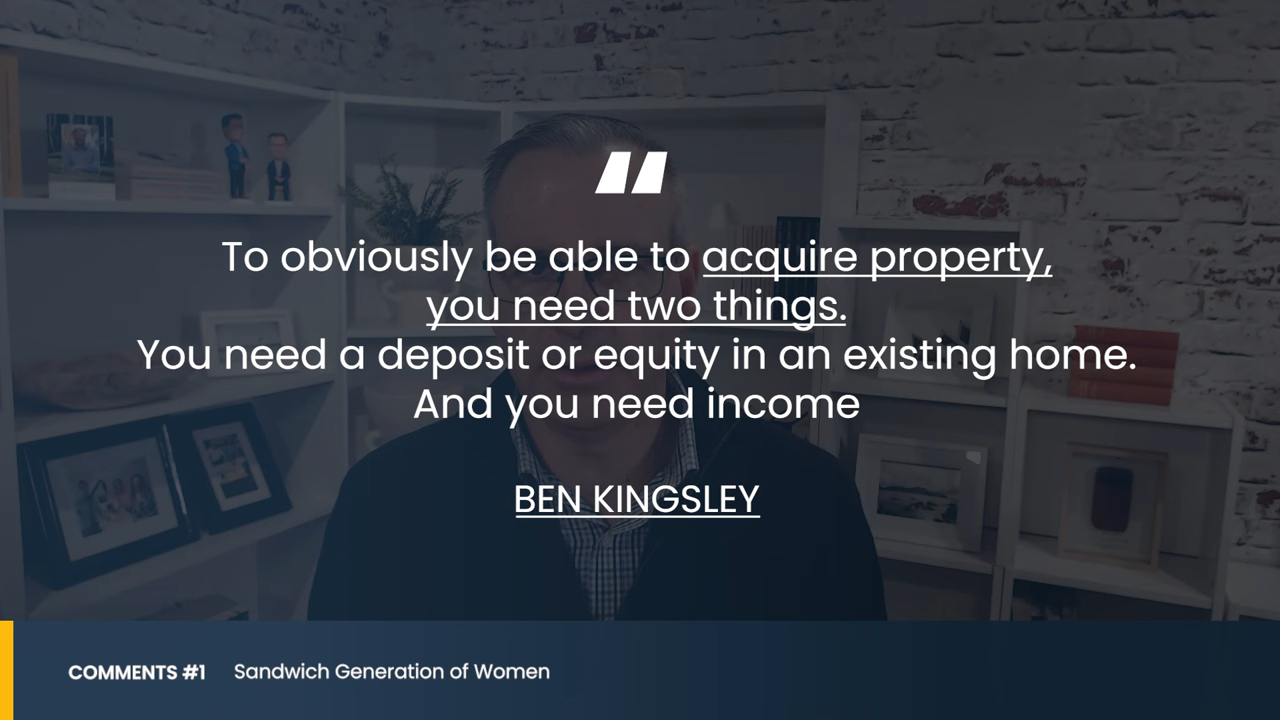 “
To obviously be able to acquire property,
you need two things.
You need a deposit or equity in an existing home.
And you need income
BEN KINGSLEY
COMMENTS #1 Sandwich Generation of Women